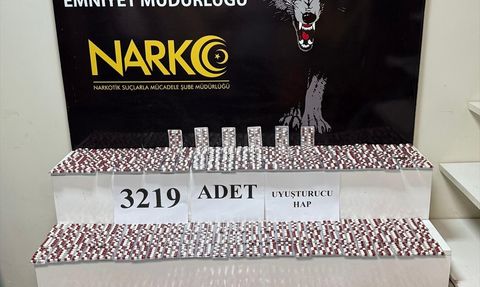 EMNİYET MÜDÜRLÜĞÜ
NARKO
NARKOTİK SUÇLARLA MÜCADELE ŞUBE MÜDÜRLÜĞÜ
3219 ADET UYUŞTURUCU
HAP